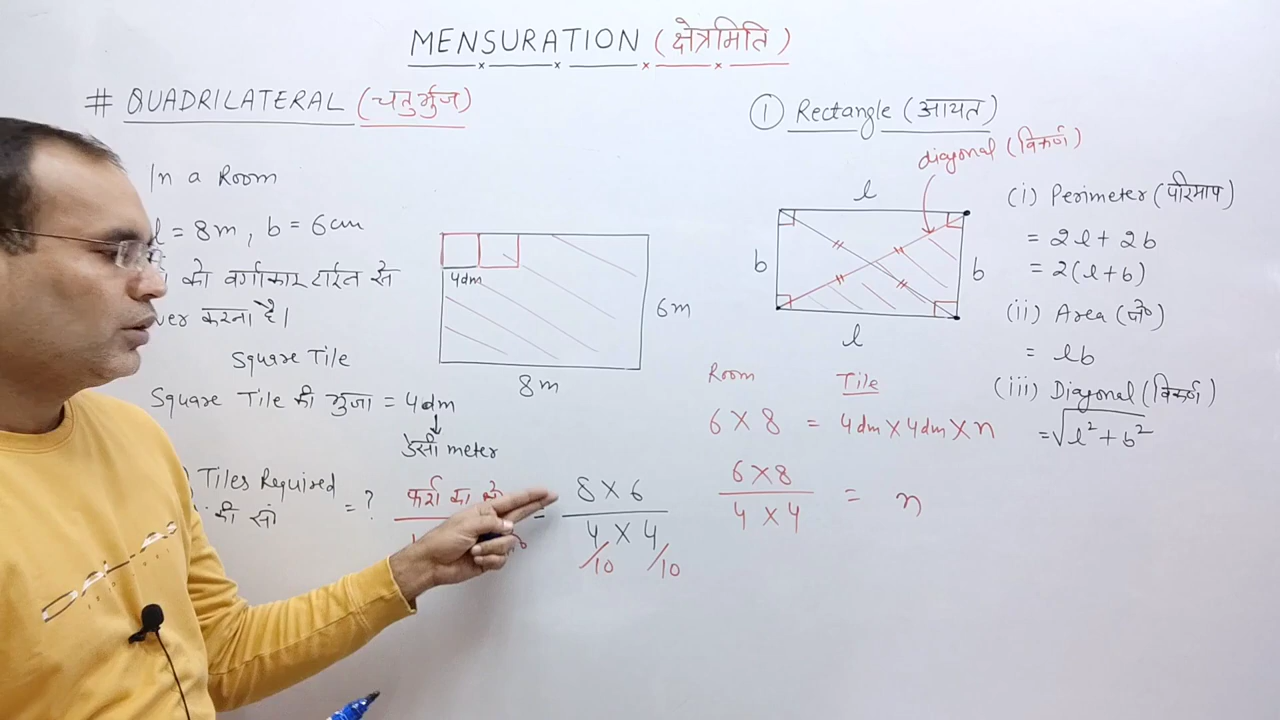 MENSURATION (क्षेत्रमिति)
# QUADRILATERAL (चतुर्भुज)
In a Room
l = 8m , b = 6cm
को वर्गाकार टाईल से
करना है।
Square Tile
Square Tile की भुजा = 4dm
डेसी meter
Tiles Required
की सं०
= ?
फर्श का क्षे
= 8 X 6
4 X 4
/10 /10
4dm
6m
8m
① Rectangle (आयत)
diagonal (विकर्ण)
l
b
b
l
Room Tile
6 X 8 = 4dm X 4dm X n
6 X 8
4 X 4
= n
(i) Perimeter (परिमाप)
= 2l + 2b
= 2(l+b)
(ii) Area (क्षे०)
= lb
(iii) Diagonal (विकर्ण)
= √l² + b²